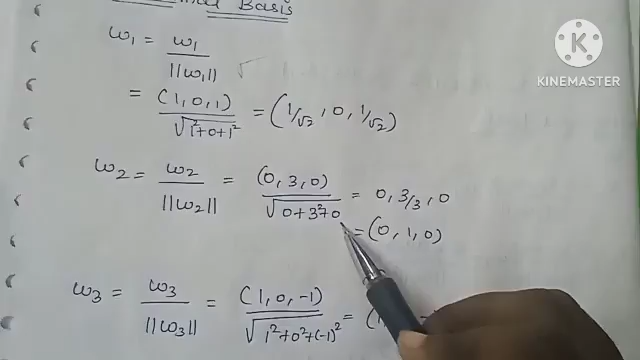 Basis
K
KINEMASTER
ω₁ = ω₁ / ||ω₁||
= (1, 0, 1) / √1²+0+1² = (1/√2, 0, 1/√2)
ω₂ = ω₂ / ||ω₂|| = (0, 3, 0) / √0+3²+0 = 0, 3/3, 0
= (0, 1, 0)
ω₃ = ω₃ / ||ω₃|| = (1, 0, -1) / √1²+0²+(-1)² = (